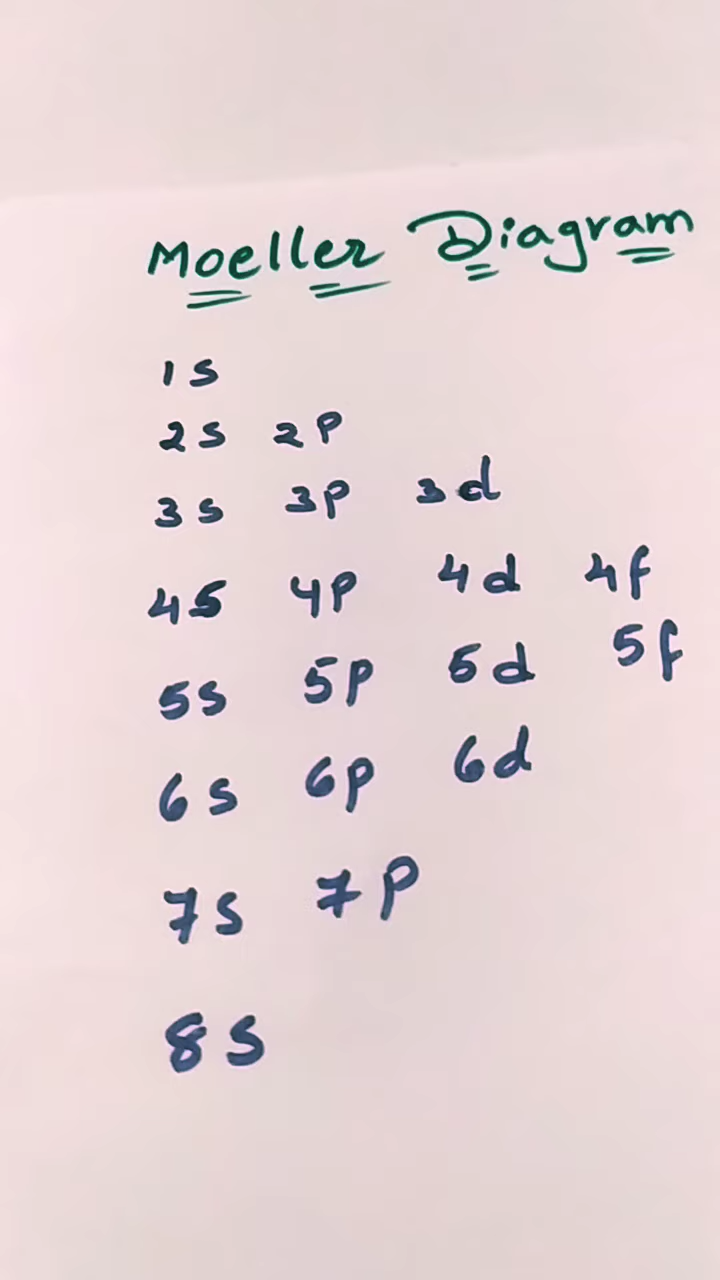 Moeller Diagram
1s
2s 2p
3s 3p 3d
4s 4p 4d 4f
5s 5p 5d 5f
6s 6p 6d
7s 7p
8s